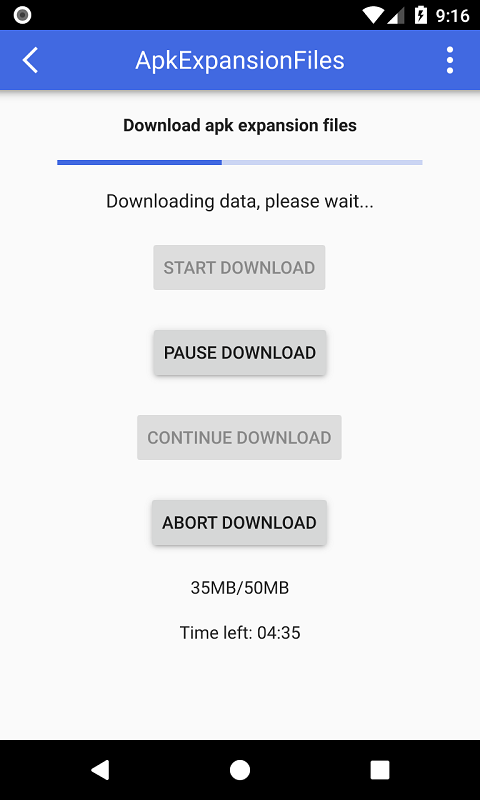 9:16
ApkExpansionFiles
Download apk expansion files
Downloading data, please wait...
START DOWNLOAD
PAUSE DOWNLOAD
CONTINUE DOWNLOAD
ABORT DOWNLOAD
35MB/50MB
Time left: 04:35